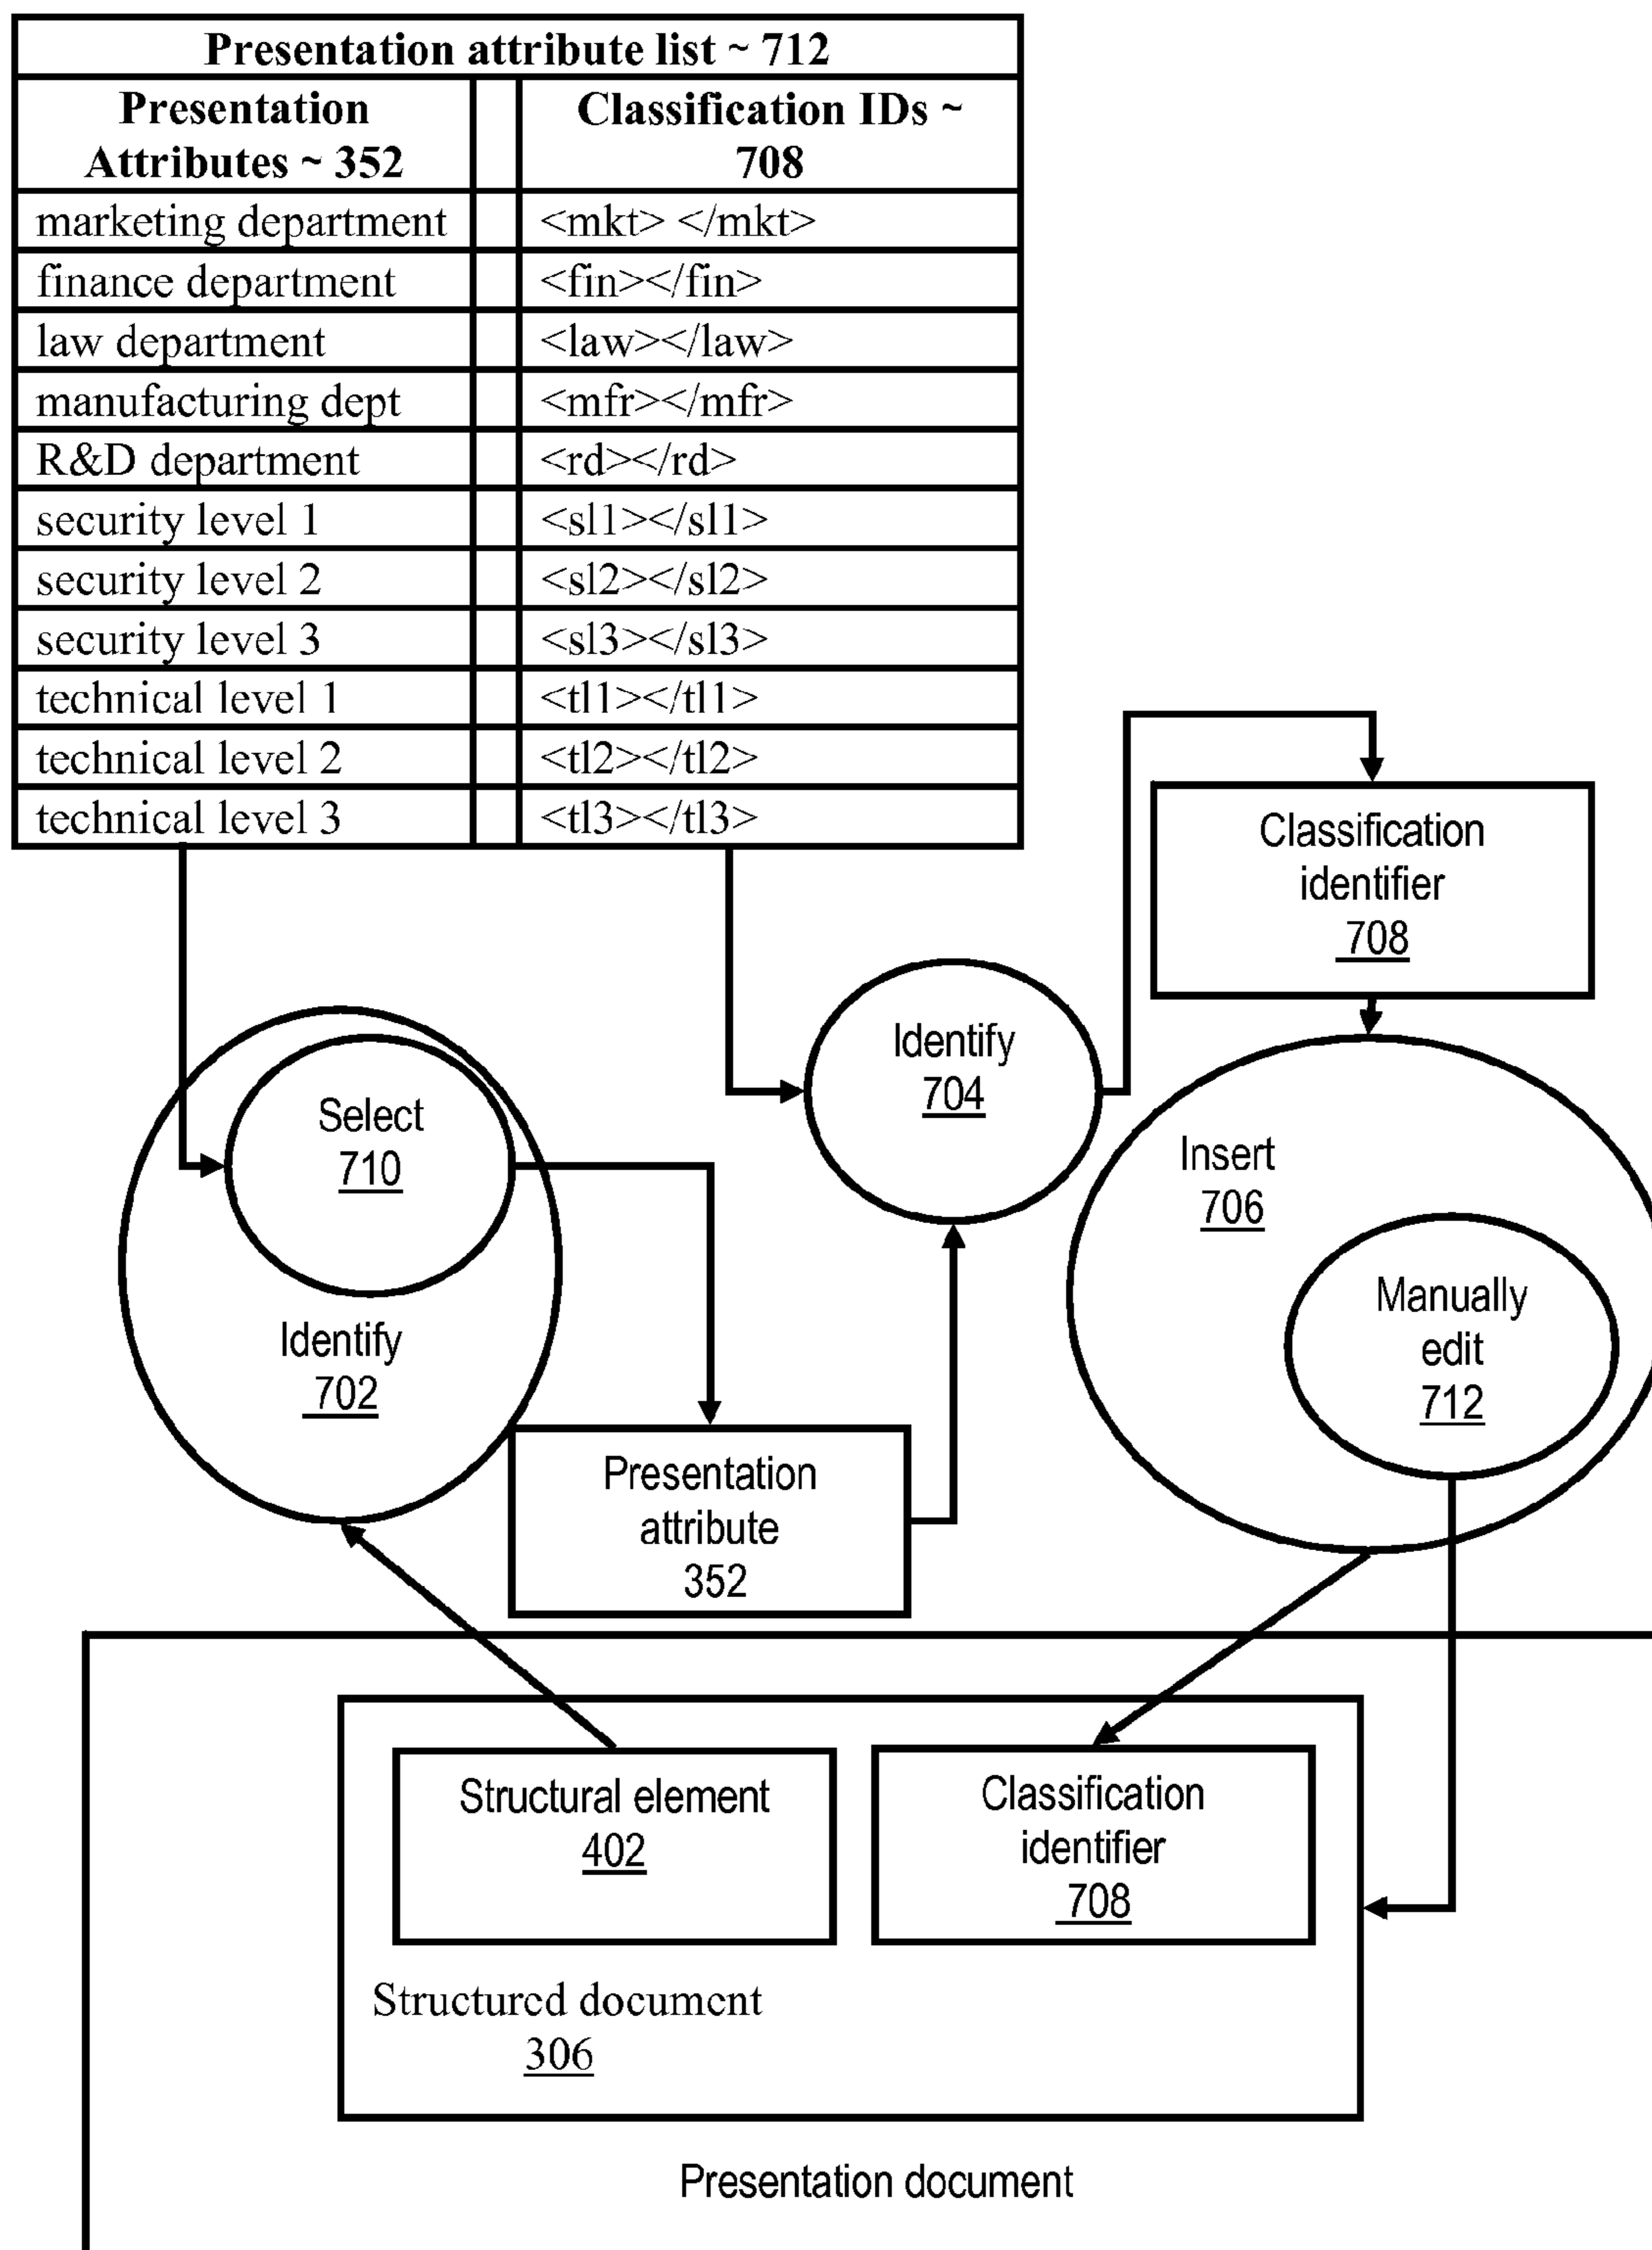 Presentation attribute list ~ 712
Presentation
Attributes ~ 352
Classification IDs ~
708
marketing department
<mkt> </mkt>
finance department
<fin></fin>
law department
<law></law>
manufacturing dept
<mfr></mfr>
R&D department
<rd></rd>
security level 1
<sl1></sl1>
security level 2
<sl2></sl2>
security level 3
<sl3></sl3>
technical level 1
<tl1></tl1>
technical level 2
<tl2></tl2>
technical level 3
<tl3></tl3>
Classification
identifier
708
Identify
704
Select
710
Insert
706
Identify
702
Manually
edit
712
Presentation
attribute
352
Structural element
402
Classification
identifier
708
Structured document
306
Presentation document